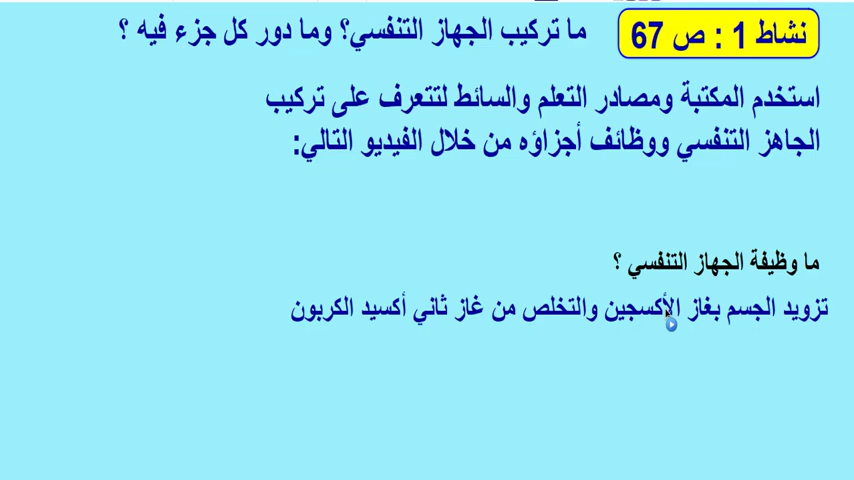 نشاط 1 : ص 67
ما تركيب الجهاز التنفسي؟ وما دور كل جزء فيه ؟
استخدم المكتبة ومصادر التعلم والسائط لتتعرف على تركيب
الجاهز التنفسي ووظائف أجزاؤه من خلال الفيديو التالي:
ما وظيفة الجهاز التنفسي ؟
تزويد الجسم بغاز الأكسجين والتخلص من غاز ثاني أكسيد الكربون